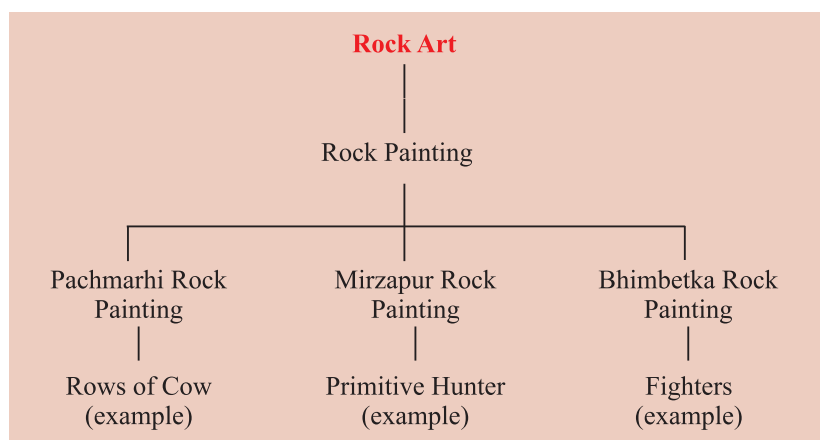 Rock Art
Rock Painting
Pachmarhi Rock
Painting
Mirzapur Rock
Painting
Bhimbetka Rock
Painting
Rows of Cow
(example)
Primitive Hunter
(example)
Fighters
(example)